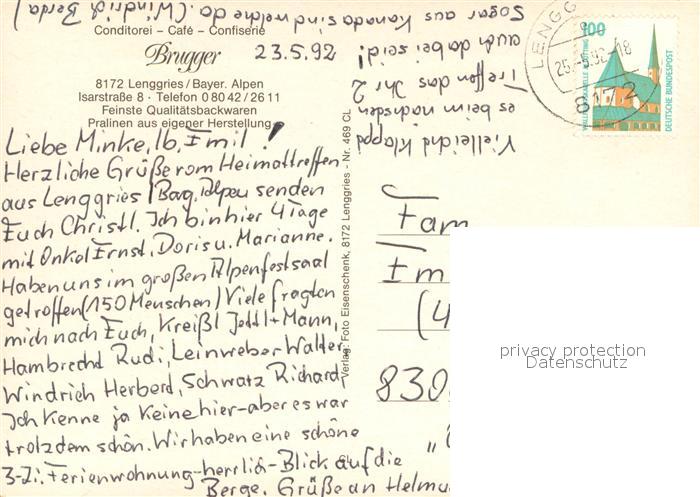 Conditorei - Café - Confiserie
Brugger
8172 Lenggries / Bayer. Alpen
Isarstraße 8 · Telefon 0 80 42 / 26 11
Feinste Qualitätsbackwaren
Pralinen aus eigener Herstellung
23.5.92
Liebe Minke, lb. Emil!
Herzliche Grüße vom Heimattreffen
aus Lenggries / Bay. Alpen senden
Euch Christl. Ich bin hier 4 Tage
mit Onkel Ernst, Doris u. Marianne.
Haben uns im großen Alpenfestsaal
getroffen (150 Menschen) Viele fragten
mich nach Euch, Kreißl Jettl + Mann,
Hambrecht Rudi, Leinweber Walter,
Windrich Herberd, Schwatz Richard,
Ich kenne ja keine hier - aber es war
trotzdem schön. Wir haben eine schöne
3-Zi. Ferienwohnung - herrlich - Blick auf die
Berge. Grüße an Helmu
Vielleicht klappt
es beim nächsten
Treffen das Ihr 2
auch dabei seid!
Sogar aus Kanada sind welche da. (Windrich Berta)
Verlag: Foto Eisenschenk, 8172 Lenggries - Nr. 469 CL
LENGG
8172
100
DEUTSCHE BUNDESPOST
Fam
Em
(4
830
privacy protection
Datenschutz